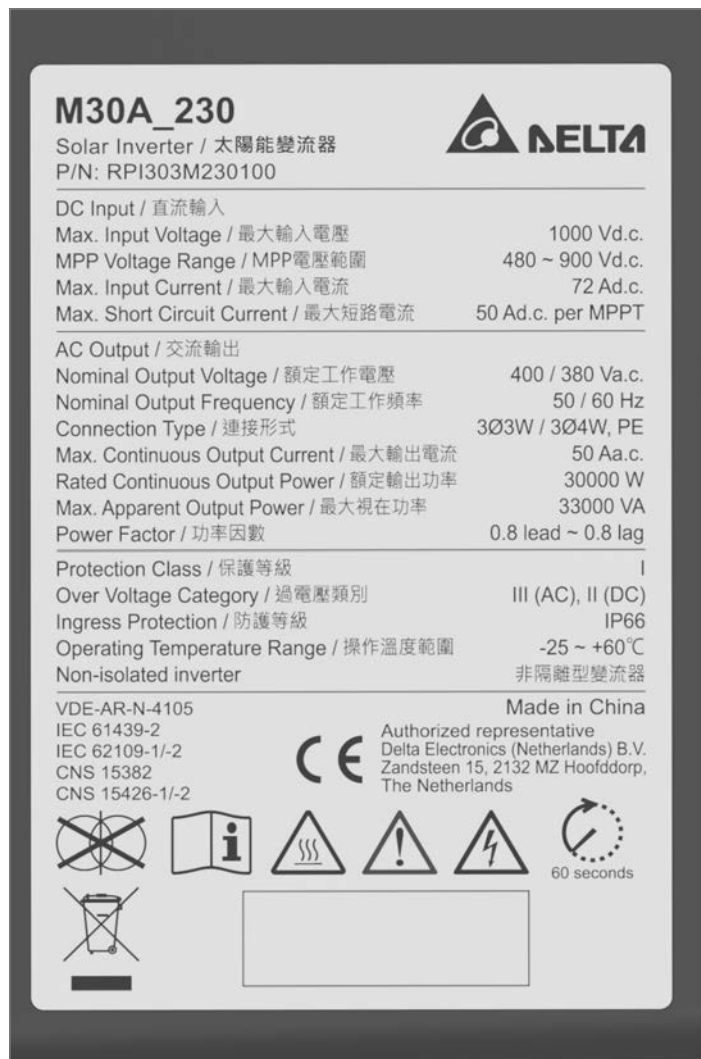 M30A_230
DELTA
Solar Inverter / 太陽能變流器
P/N: RPI303M230100
DC Input / 直流輸入
Max. Input Voltage / 最大輸入電壓 1000 Vd.c.
MPP Voltage Range / MPP電壓範圍 480 ~ 900 Vd.c.
Max. Input Current / 最大輸入電流 72 Ad.c.
Max. Short Circuit Current / 最大短路電流 50 Ad.c. per MPPT
AC Output / 交流輸出
Nominal Output Voltage / 額定工作電壓 400 / 380 Va.c.
Nominal Output Frequency / 額定工作頻率 50 / 60 Hz
Connection Type / 連接形式 3Ø3W / 3Ø4W, PE
Max. Continuous Output Current / 最大輸出電流 50 Aa.c.
Rated Continuous Output Power / 額定輸出功率 30000 W
Max. Apparent Output Power / 最大視在功率 33000 VA
Power Factor / 功率因數 0.8 lead ~ 0.8 lag
Protection Class / 保護等級 I
Over Voltage Category / 過電壓類別 III (AC), II (DC)
Ingress Protection / 防護等級 IP66
Operating Temperature Range / 操作溫度範圍 -25 ~ +60℃
Non-isolated inverter 非隔離型變流器
VDE-AR-N-4105
IEC 61439-2
IEC 62109-1/-2
CNS 15382
CNS 15426-1/-2
CE
Made in China
Authorized representative
Delta Electronics (Netherlands) B.V.
Zandsteen 15, 2132 MZ Hoofddorp,
The Netherlands
60 seconds